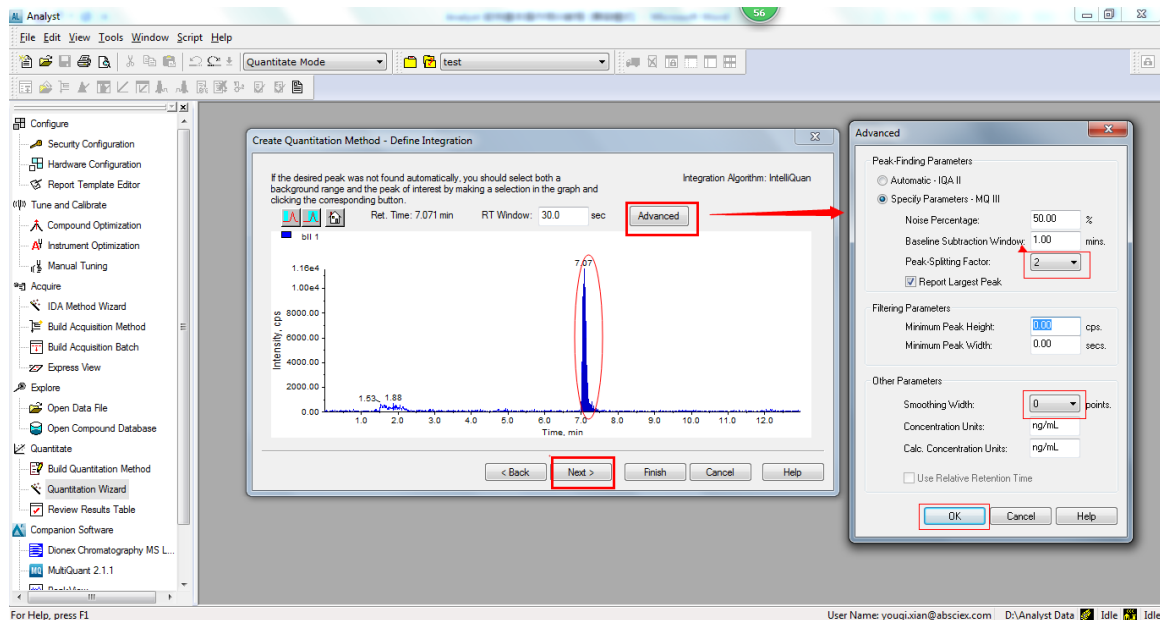 Analyst
56
File Edit View Tools Window Script Help
Quantitate Mode
test
Configure
Security Configuration
Hardware Configuration
Report Template Editor
Tune and Calibrate
Compound Optimization
Instrument Optimization
Manual Tuning
Acquire
IDA Method Wizard
Build Acquisition Method
Build Acquisition Batch
Express View
Explore
Open Data File
Open Compound Database
Quantitate
Build Quantitation Method
Quantitation Wizard
Review Results Table
Companion Software
Dionex Chromatography MS L...
MultiQuant 2.1.1
Create Quantitation Method - Define Integration
If the desired peak was not found automatically, you should select both a
background range and the peak of interest by making a selection in the graph and
clicking the corresponding button.
Integration Algorithm: IntelliQuan
Ret. Time: 7.071 min RT Window: 30.0 sec Advanced
bll 1
7.07
1.10e4
1.00e4
8000.00
6000.00
4000.00
2000.00
0.00
Intensity, cps
1.53 1.88
1.0 2.0 3.0 4.0 5.0 6.0 7.0 8.0 9.0 10.0 11.0 12.0
Time, min
< Back Next > Finish Cancel Help
Advanced
Peak-Finding Parameters
Automatic - IQA II
Specify Parameters - MQ III
Noise Percentage: 50.00 %
Baseline Subtraction Window: 1.00 mins.
Peak-Splitting Factor: 2
Report Largest Peak
Filtering Parameters
Minimum Peak Height: 0.00 cps.
Minimum Peak Width: 0.00 secs.
Other Parameters
Smoothing Width: 0 points.
Concentration Units: ng/mL
Calc. Concentration Units: ng/mL
Use Relative Retention Time
OK Cancel Help
For Help, press F1
User Name: youqi.xian@absciex.com D:\Analyst Data Idle Idle